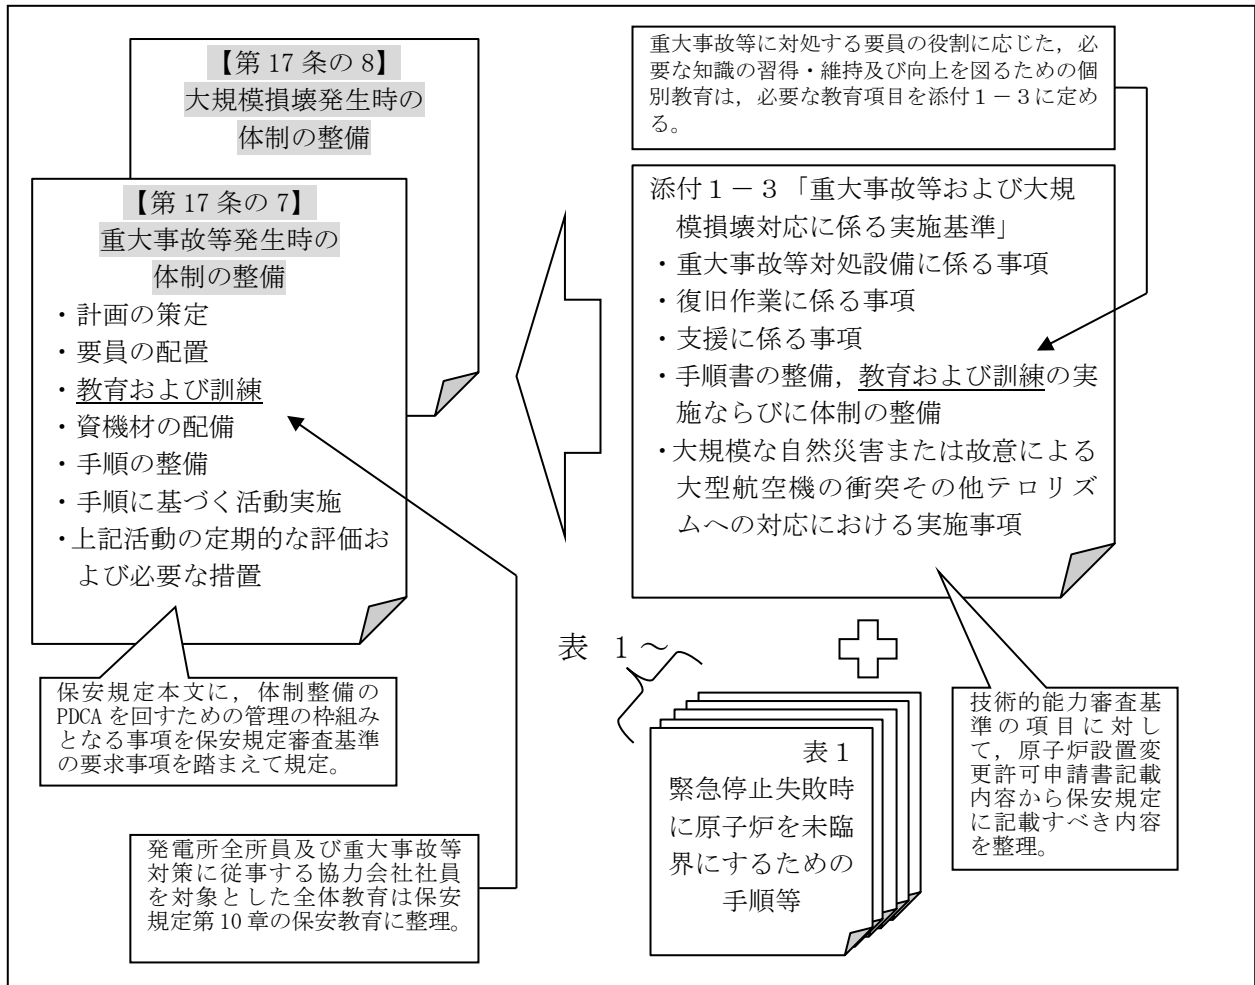 【第 17 条の 8】
大規模損壊発生時の
体制の整備
【第 17 条の 7】
重大事故等発生時の
体制の整備
・計画の策定
・要員の配置
・教育および訓練
・資機材の配備
・手順の整備
・手順に基づく活動実施
・上記活動の定期的な評価お
よび必要な措置
保安規定本文に，体制整備の
PDCA を回すための管理の枠組み
となる事項を保安規定審査基準
の要求事項を踏まえて規定。
発電所全所員及び重大事故等
対策に従事する協力会社社員
を対象とした全体教育は保安
規定第 10 章の保安教育に整理。
重大事故等に対処する要員の役割に応じた，必
要な知識の習得・維持及び向上を図るための個
別教育は，必要な教育項目を添付１－３に定め
る。
添付１－３「重大事故等および大規
模損壊対応に係る実施基準」
・重大事故等対処設備に係る事項
・復旧作業に係る事項
・支援に係る事項
・手順書の整備，教育および訓練の実
施ならびに体制の整備
・大規模な自然災害または故意による
大型航空機の衝突その他テロリズ
ムへの対応における実施事項
表 1～
表 1
緊急停止失敗時
に原子炉を未臨
界にするための
手順等
技術的能力審査基
準の項目に対し
て，原子炉設置変
更許可申請書記載
内容から保安規定
に記載すべき内容
を整理。